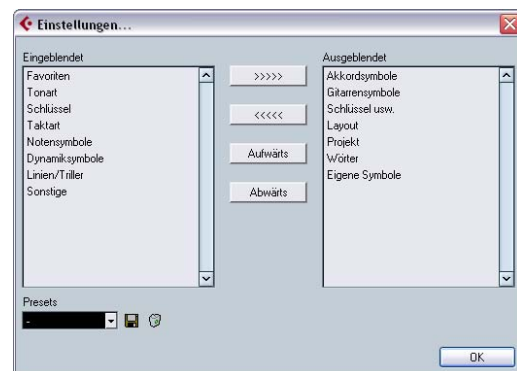 Einstellungen...
Eingeblendet
Favoriten
Tonart
Schlüssel
Taktart
Notensymbole
Dynamiksymbole
Linien/Triller
Sonstige
>>>>>
<<<<<
Aufwärts
Abwärts
Ausgeblendet
Akkordsymbole
Gitarrensymbole
Schlüssel usw.
Layout
Projekt
Wörter
Eigene Symbole
Presets
-
OK